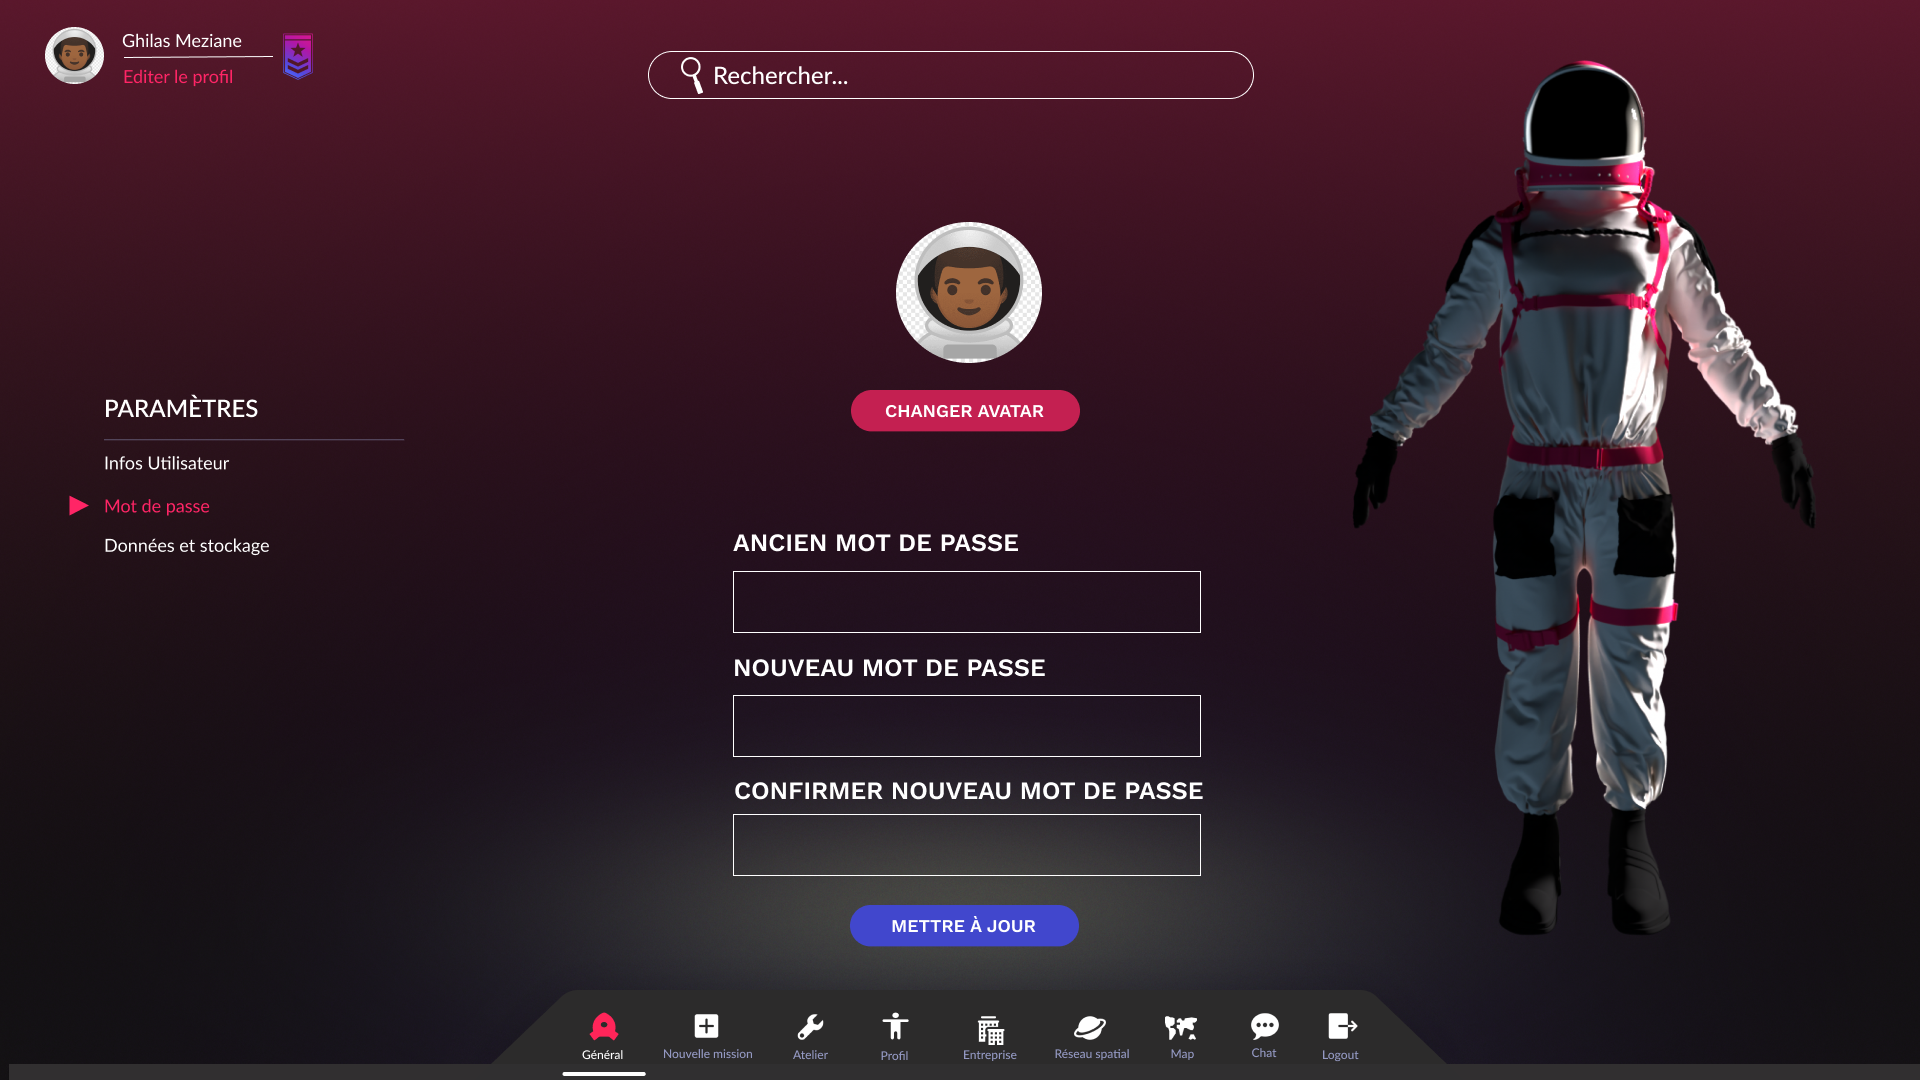 Ghilas Meziane
Editer le profil
Rechercher...
CHANGER AVATAR
PARAMÈTRES
Infos Utilisateur
Mot de passe
Données et stockage
ANCIEN MOT DE PASSE
NOUVEAU MOT DE PASSE
CONFIRMER NOUVEAU MOT DE PASSE
METTRE À JOUR
Général
Nouvelle mission
Atelier
Profil
Entreprise
Réseau spatial
Map
Chat
Logout